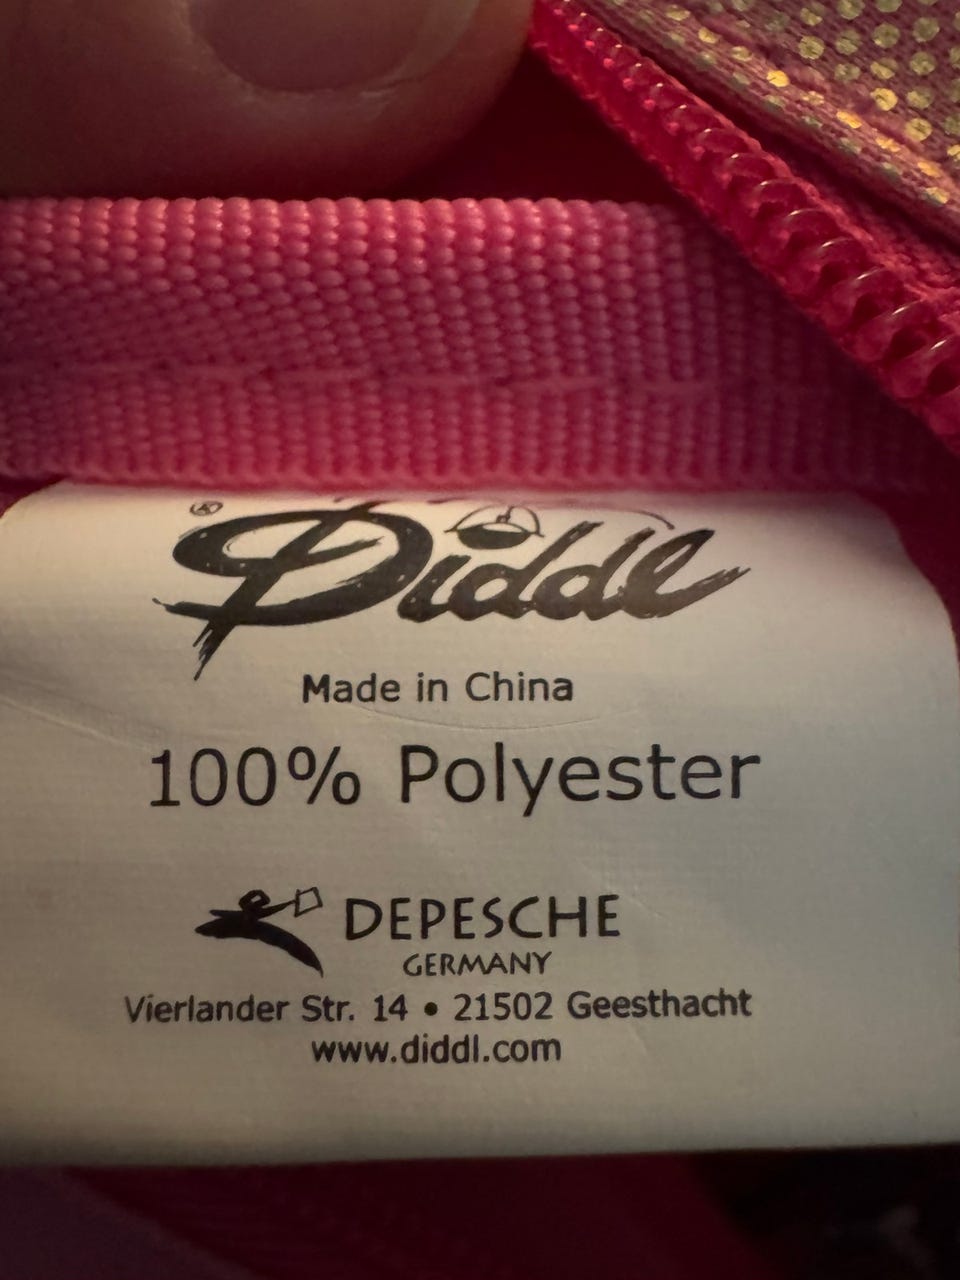 Diddl
Made in China
100% Polyester
DEPESCHE
GERMANY
Vierlander Str. 14 • 21502 Geesthacht
www.diddl.com